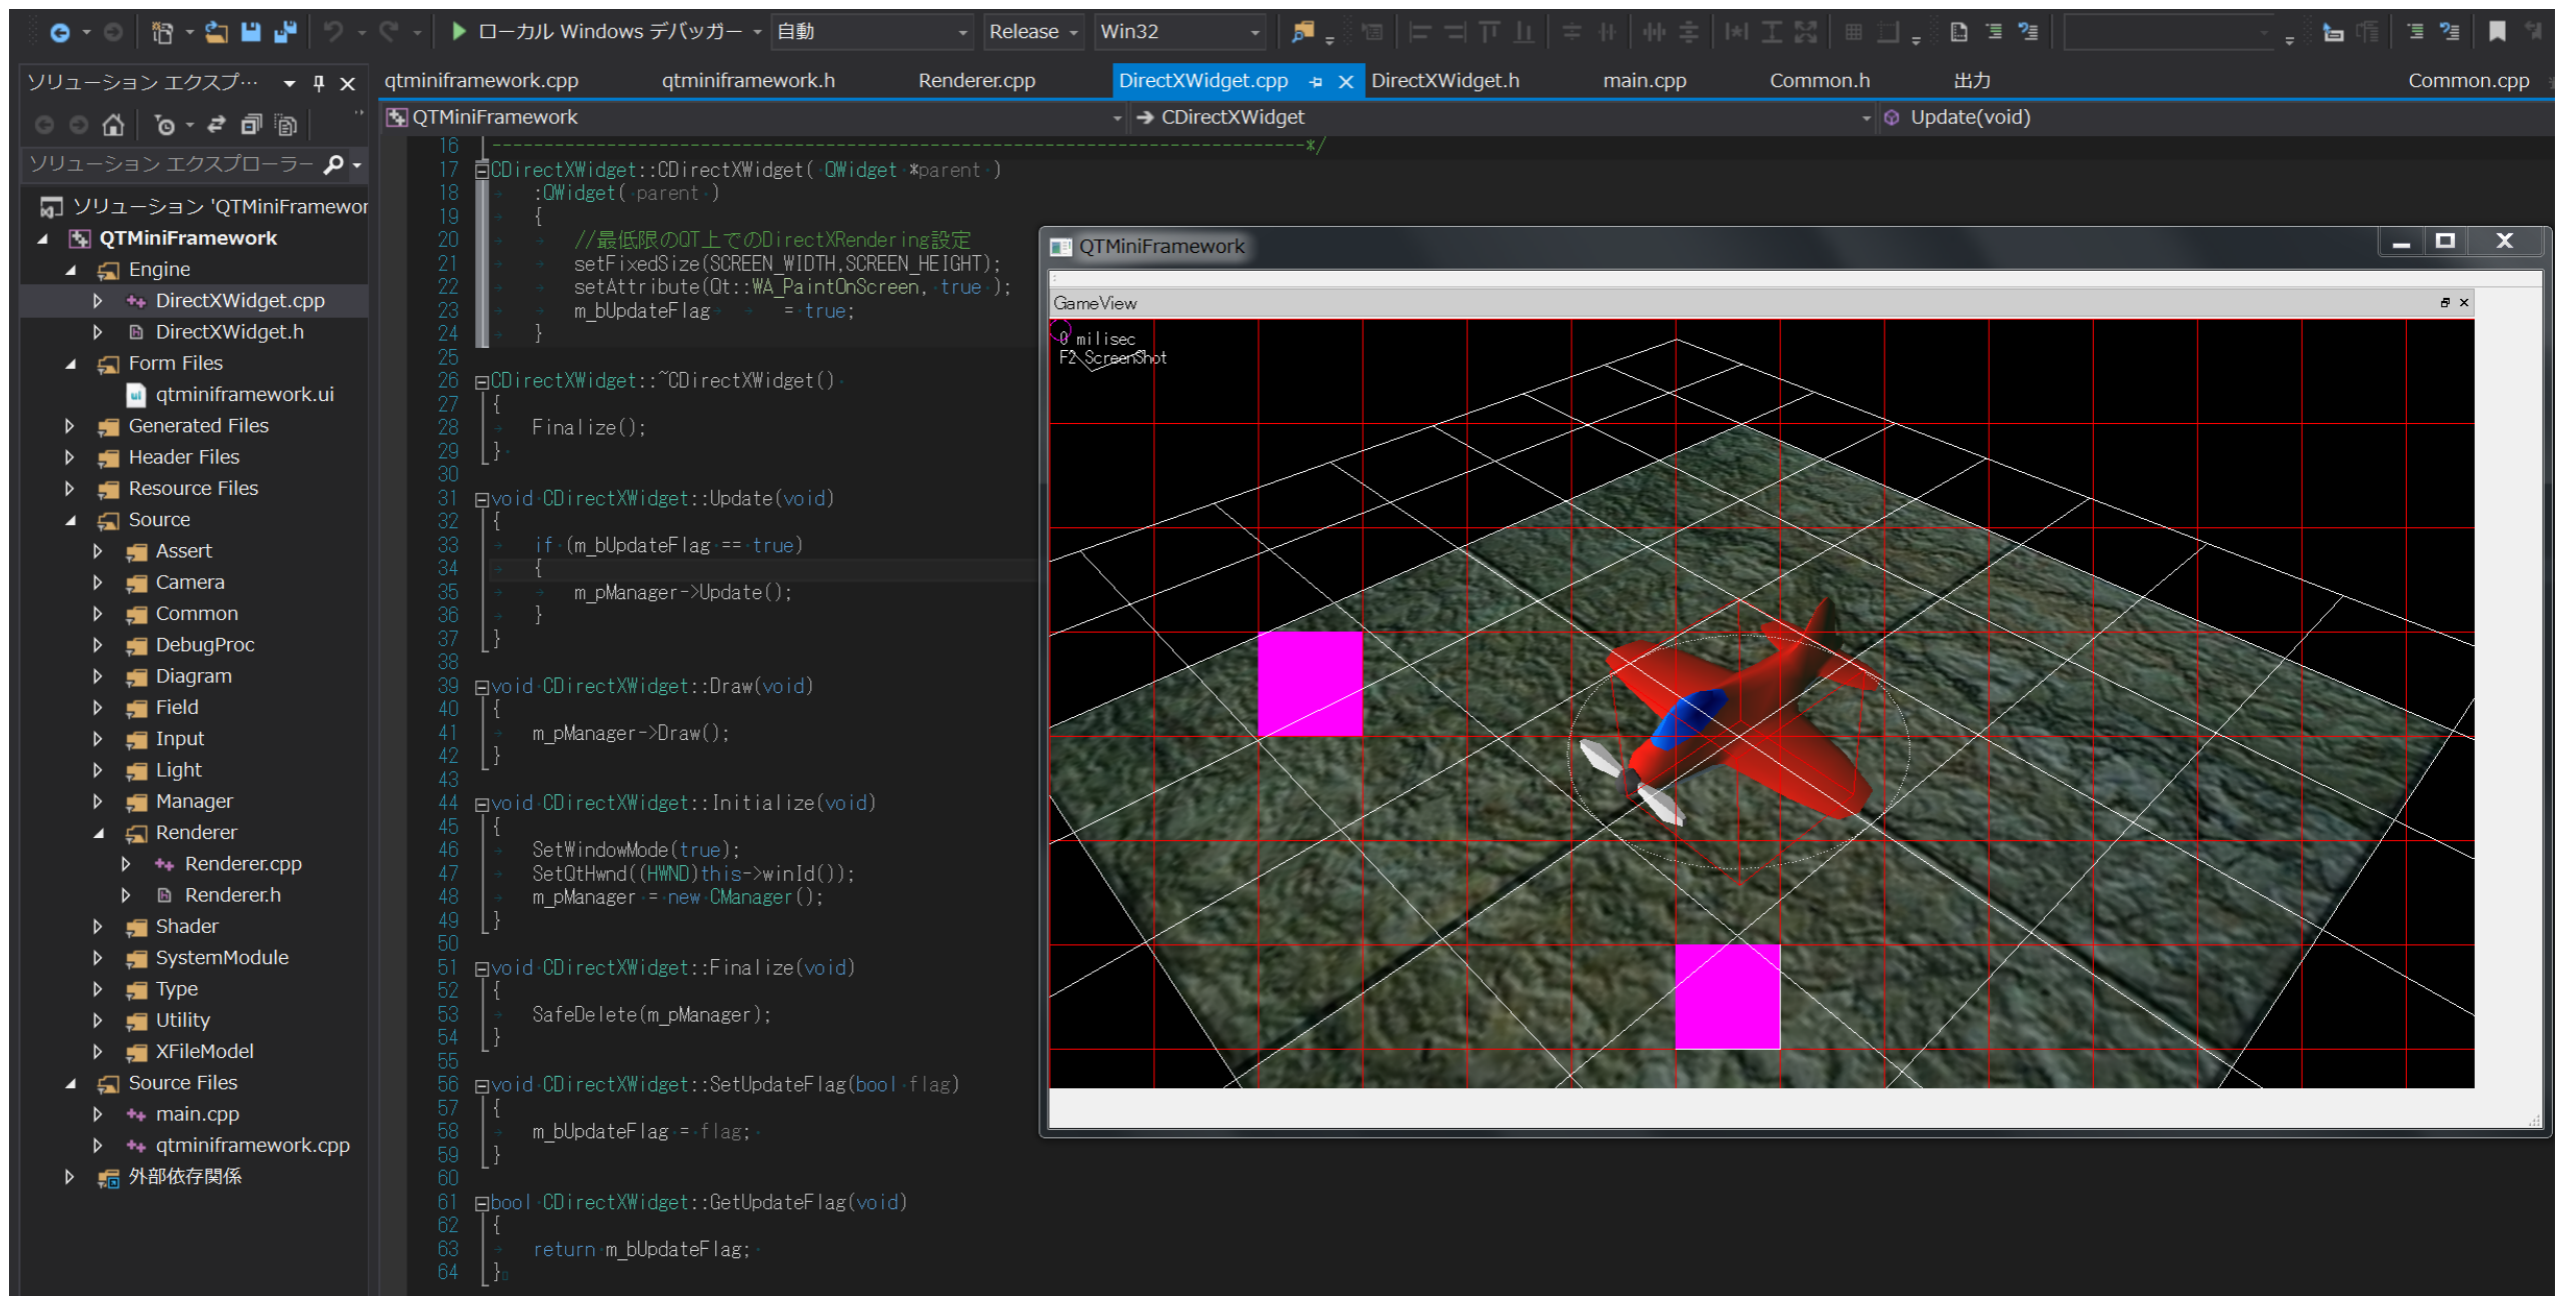 ローカル Windows デバッガー 自動 Release Win32
ソリューション エクスプ…
qtminiframework.cpp qtminiframework.h Renderer.cpp DirectXWidget.cpp DirectXWidget.h main.cpp Common.h 出力 Common.cpp
QTMiniFramework CDirectXWidget Update(void)
ソリューション エクスプローラー
ソリューション 'QTMiniFramewor
QTMiniFramework
Engine
DirectXWidget.cpp
DirectXWidget.h
Form Files
qtminiframework.ui
Generated Files
Header Files
Resource Files
Source
Assert
Camera
Common
DebugProc
Diagram
Field
Input
Light
Manager
Renderer
Renderer.cpp
Renderer.h
Shader
SystemModule
Type
Utility
XFileModel
Source Files
main.cpp
qtminiframework.cpp
外部依存関係
16 -------------------------------------------------------------------------------*/
17 CDirectXWidget::CDirectXWidget( QWidget *parent )
18 :QWidget( parent )
19 {
20 //最低限のQT上でのDirectXRendering設定
21 setFixedSize(SCREEN_WIDTH,SCREEN_HEIGHT);
22 setAttribute(Qt::WA_PaintOnScreen, true );
23 m_bUpdateFlag = true;
24 }
25
26 CDirectXWidget::~CDirectXWidget()
27 {
28 Finalize();
29 }
30
31 void CDirectXWidget::Update(void)
32 {
33 if (m_bUpdateFlag == true)
34 {
35 m_pManager->Update();
36 }
37 }
38
39 void CDirectXWidget::Draw(void)
40 {
41 m_pManager->Draw();
42 }
43
44 void CDirectXWidget::Initialize(void)
45 {
46 SetWindowMode(true);
47 SetQtHwnd((HWND)this->winId());
48 m_pManager = new CManager();
49 }
50
51 void CDirectXWidget::Finalize(void)
52 {
53 SafeDelete(m_pManager);
54 }
55
56 void CDirectXWidget::SetUpdateFlag(bool flag)
57 {
58 m_bUpdateFlag = flag;
59 }
60
61 bool CDirectXWidget::GetUpdateFlag(void)
62 {
63 return m_bUpdateFlag;
64 }
QTMiniFramework
GameView
0 milisec
F2 ScreenShot